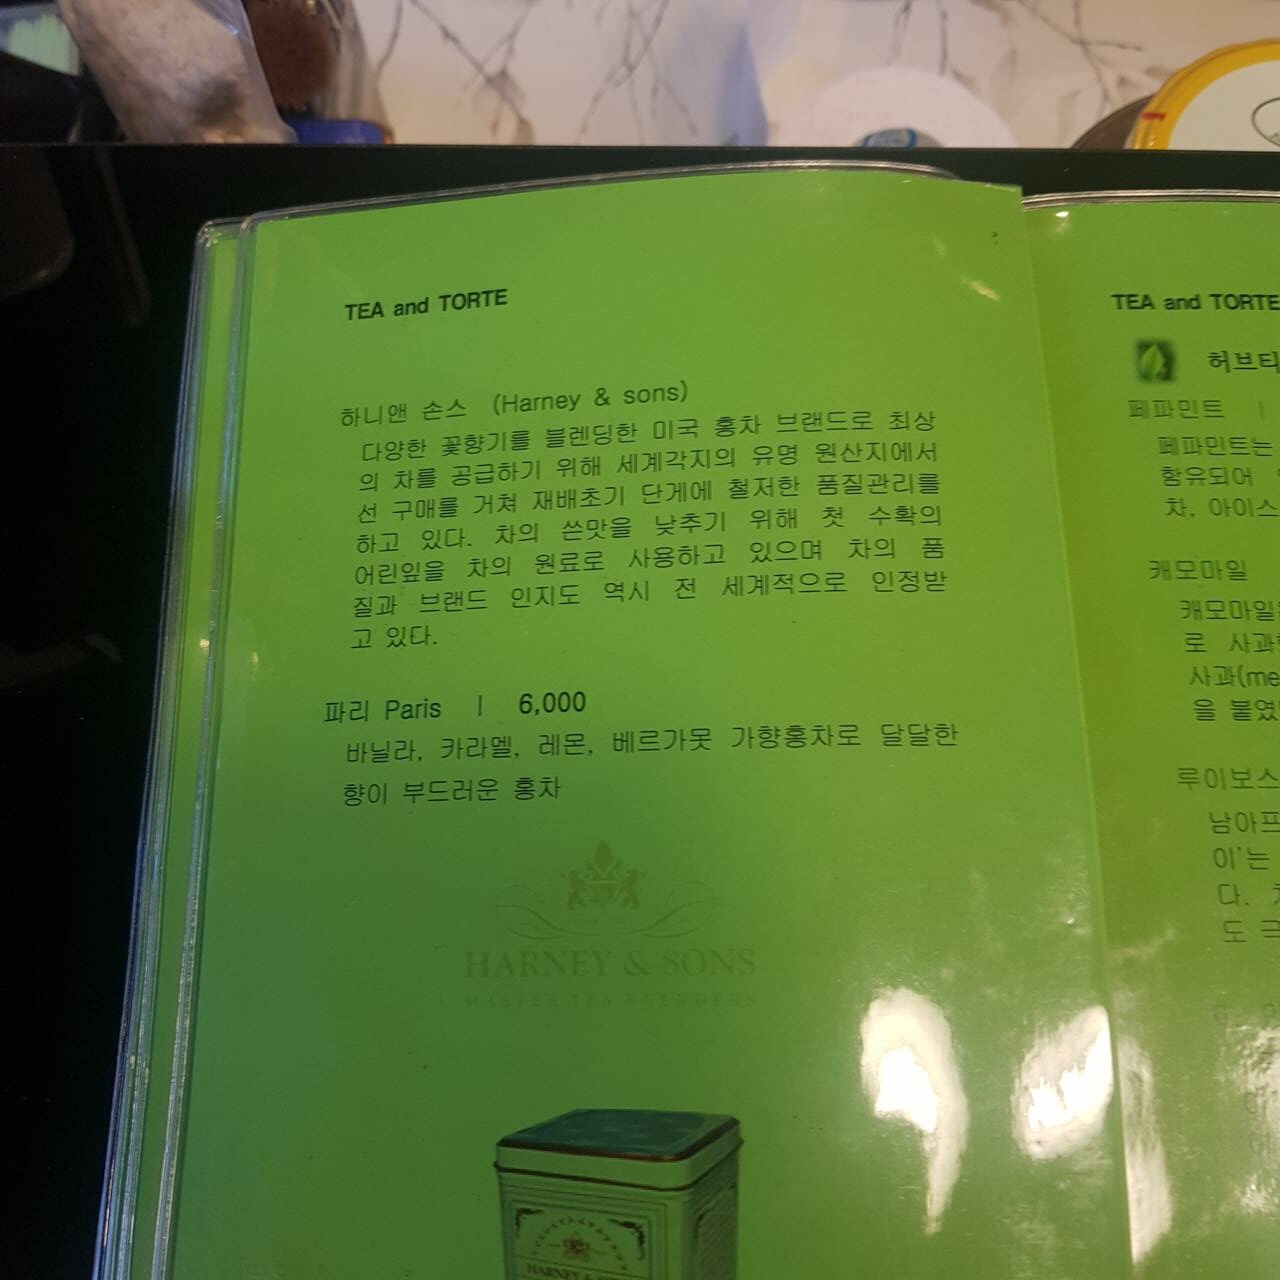 TEA and TORTE
하니앤 손스 (Harney & sons)
다양한 꽃향기를 블렌딩한 미국 홍차 브랜드로 최상
의 차를 공급하기 위해 세계각지의 유명 원산지에서
선 구매를 거쳐 재배초기 단계에 철저한 품질관리를
하고 있다. 차의 쓴맛을 낮추기 위해 첫 수확의
어린잎을 차의 원료로 사용하고 있으며 차의 품
질과 브랜드 인지도 역시 전 세계적으로 인정받
고 있다.
파리 Paris | 6,000
바닐라, 카라멜, 레몬, 베르가못 가향홍차로 달달한
향이 부드러운 홍차
HARNEY & SONS
MASTER TEA BLENDERS
HARNEY &
TEA and TORTE
허브티
페파민트 |
페파민트는
함유되어
차, 아이스
캐모마일
캐모마일
로 사과
사과(me
을 붙였
루이보스
남아프
이'는
다.
도 극